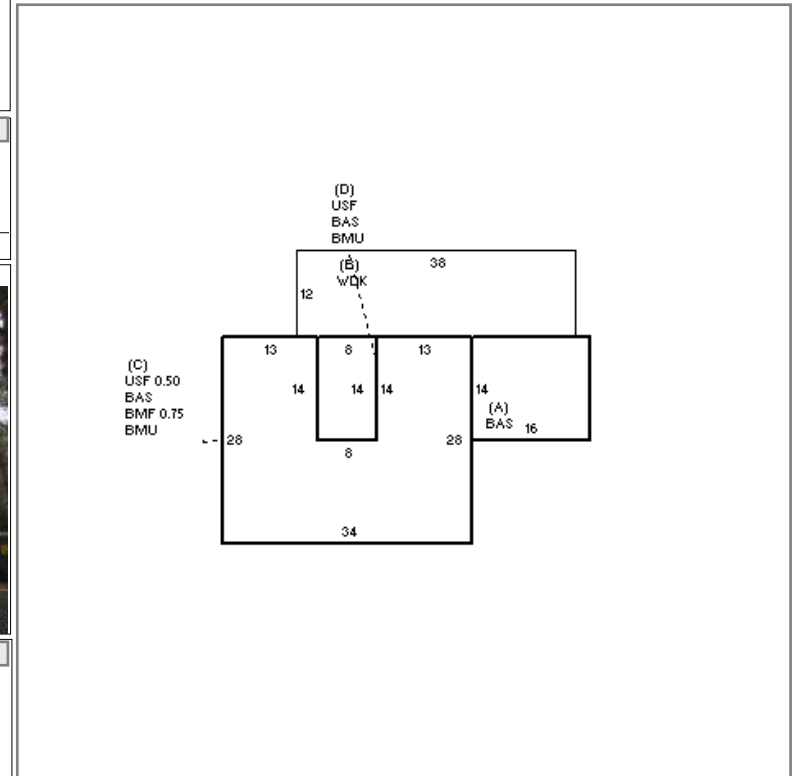 (D)
USF
BAS
BMU
(B)
WDK
38
12
13
8
13
(C)
USF 0.50
BAS
BMF 0.75
BMU
14
14
14
14
(A)
BAS
16
28
28
8
34